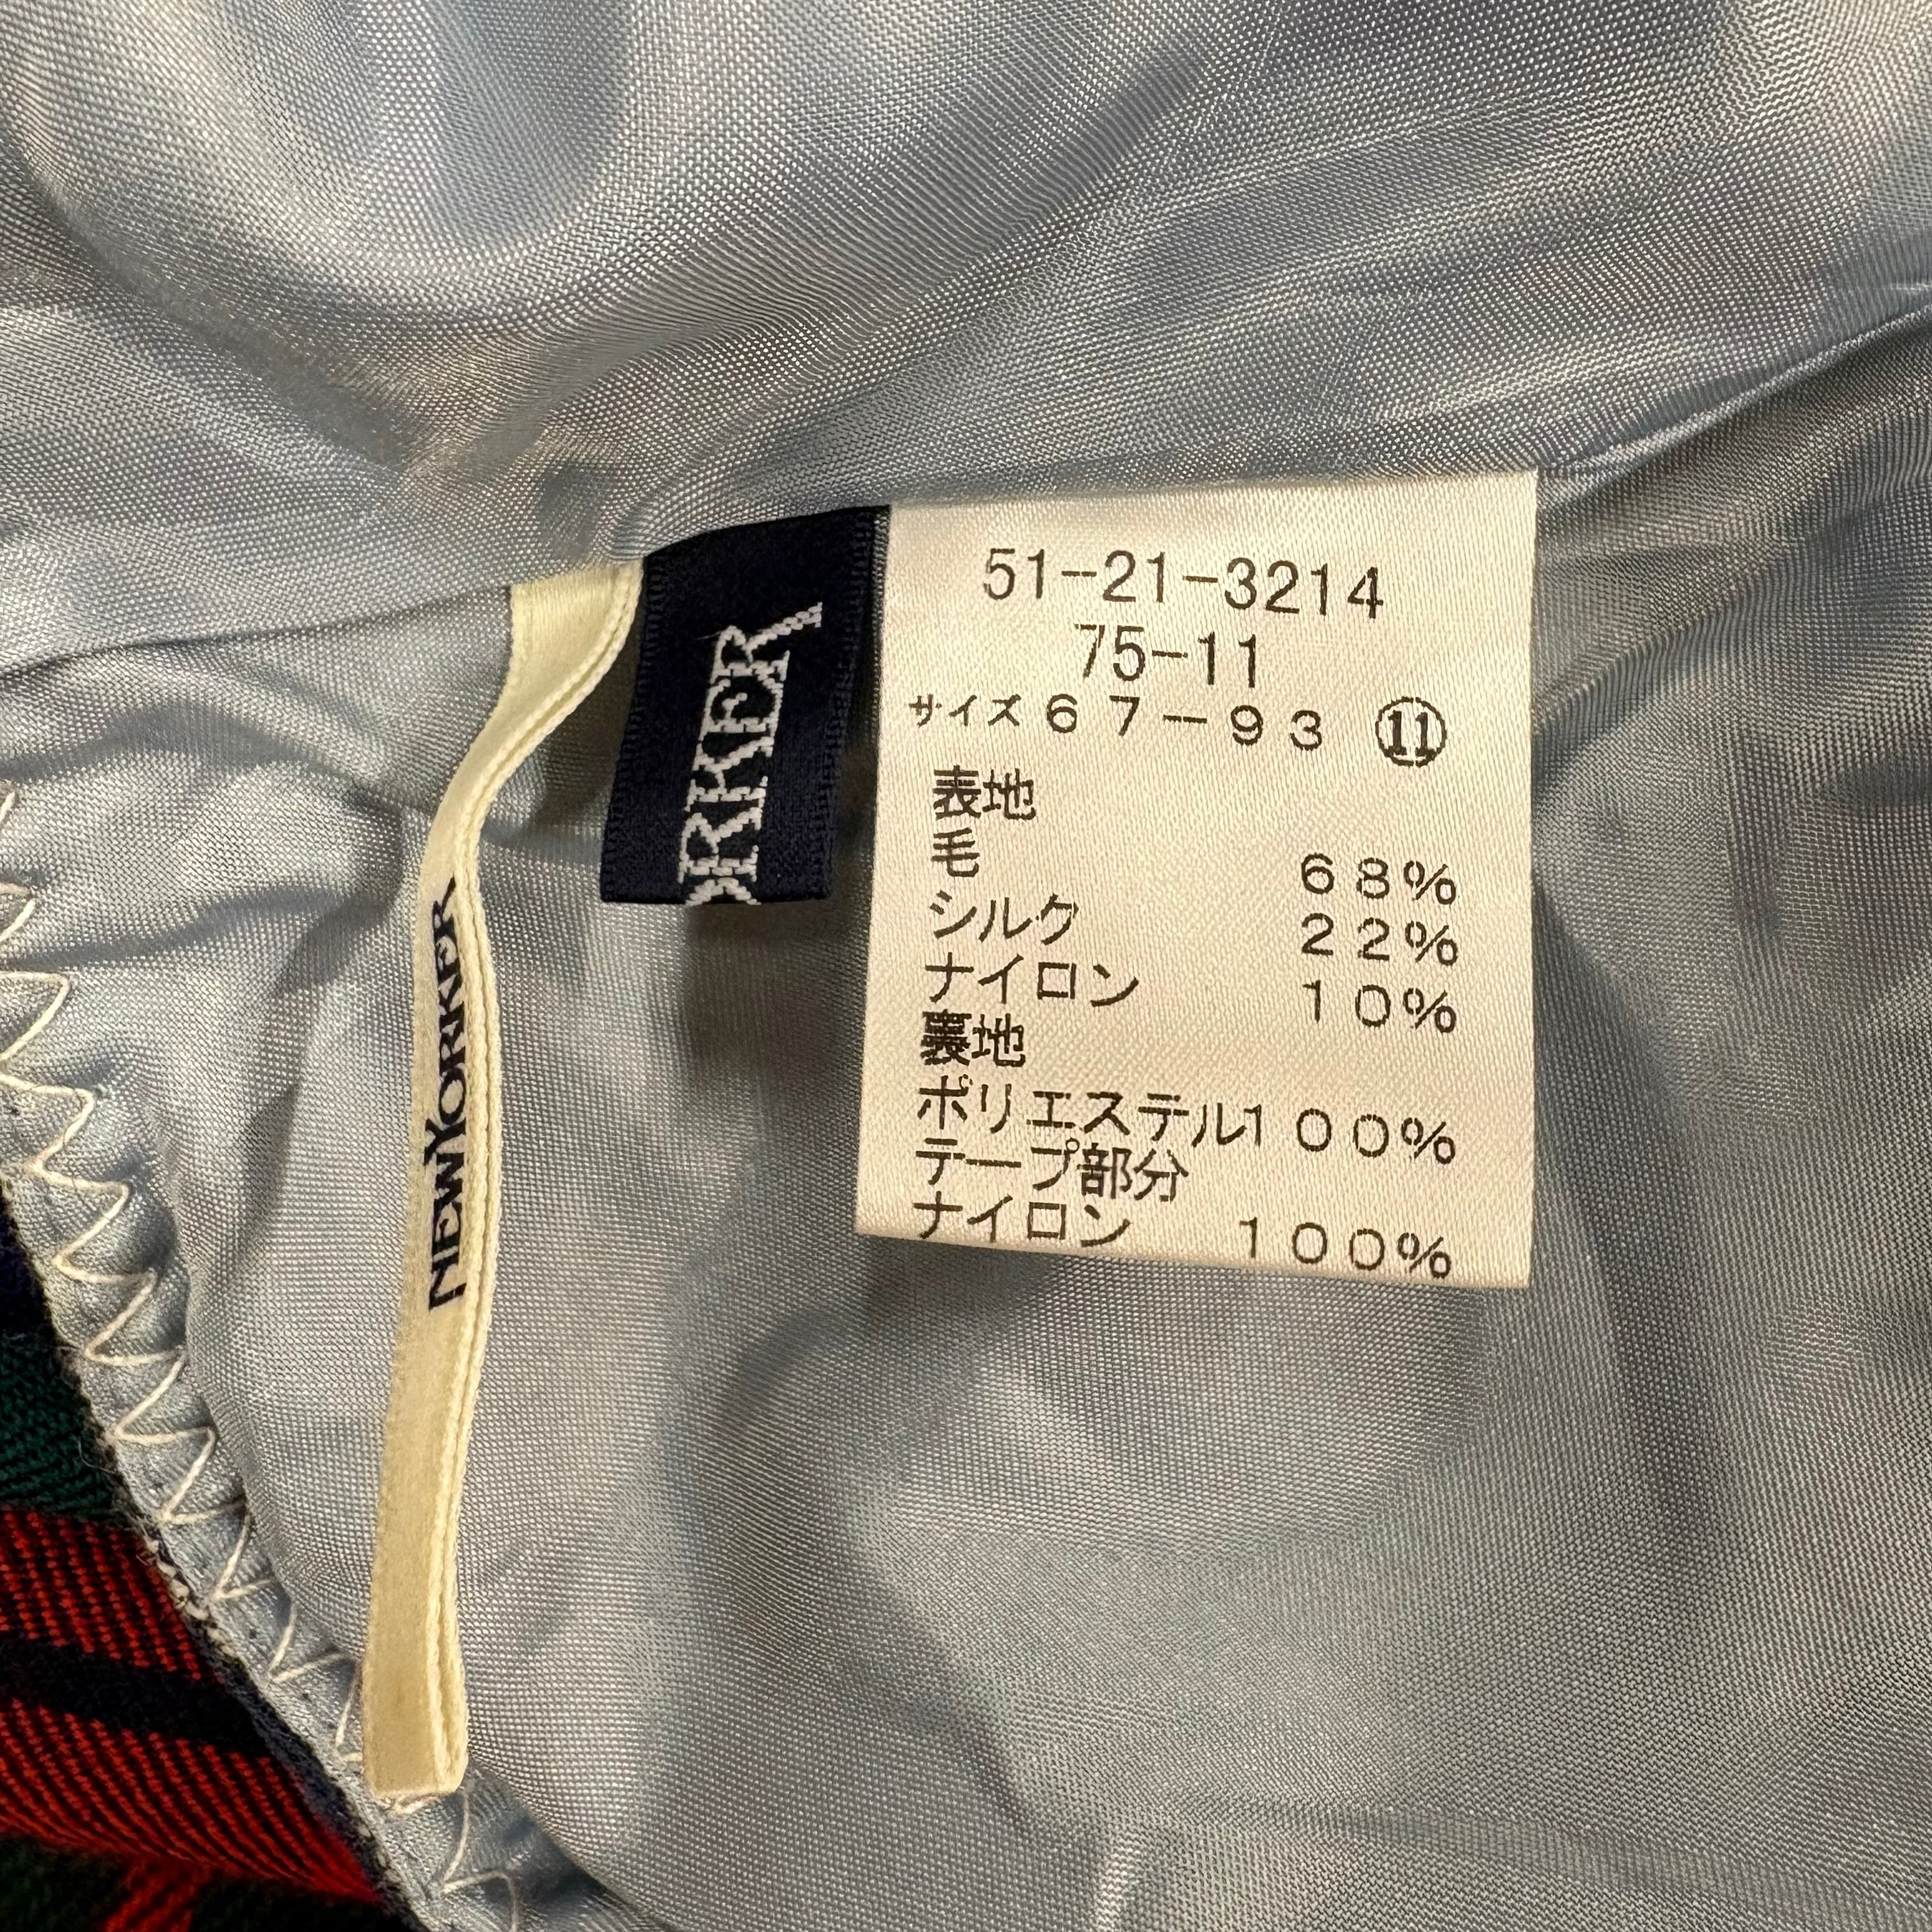 NEWYORKER
ORKER
51-21-3214
75-11
サイズ 67-93 ⑪
表地
毛 68%
シルク 22%
ナイロン 10%
裏地
ポリエステル100%
テープ部分
ナイロン 100%